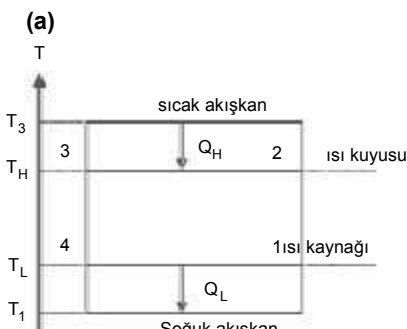 (a)
T
sıcak akışkan
T3
3
QH
2
ısı kuyusu
TH
4
1ısı kaynağı
TL
QL
T1
Soğuk akışkan